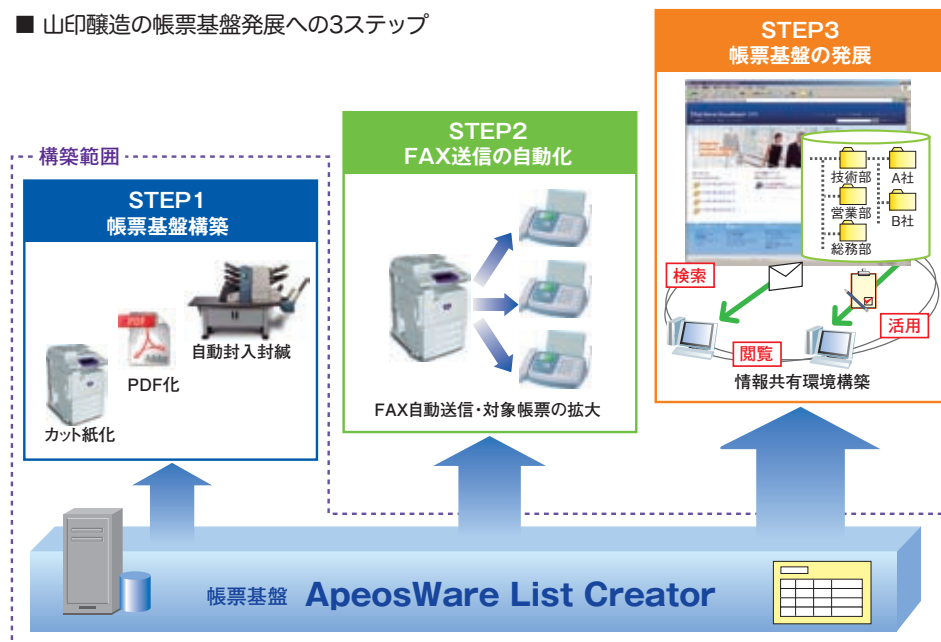 ■ 山印醸造の帳票基盤発展への3ステップ
構築範囲
STEP1
帳票基盤構築
カット紙化
PDF
Adobe
PDF化
自動封入封緘
STEP2
FAX送信の自動化
FAX自動送信・対象帳票の拡大
STEP3
帳票基盤の発展
技術部
A社
営業部
B社
総務部
検索
閲覧
活用
情報共有環境構築
帳票基盤 ApeosWare List Creator